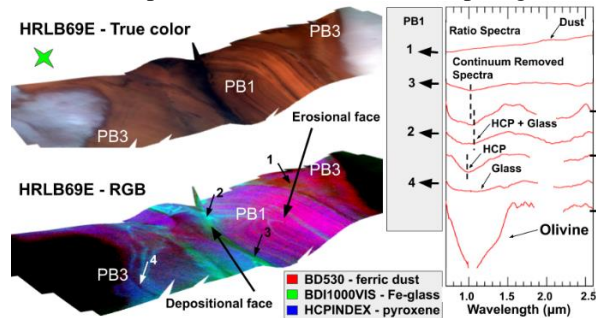 HRLB69E - True color
PB3
PB1
PB3
Erosional face
HRLB69E - RGB
1
PB3
2
PB1
3
4
PB3
Depositional face
BD530 - ferric dust
BDI1000VIS - Fe-glass
HCPINDEX - pyroxene
PB1
Ratio Spectra
Dust
1
Continuum Removed
Spectra
3
2
HCP + Glass
HCP
4
Glass
Olivine
1.0 1.5 2.0 2.5
Wavelength (µm)